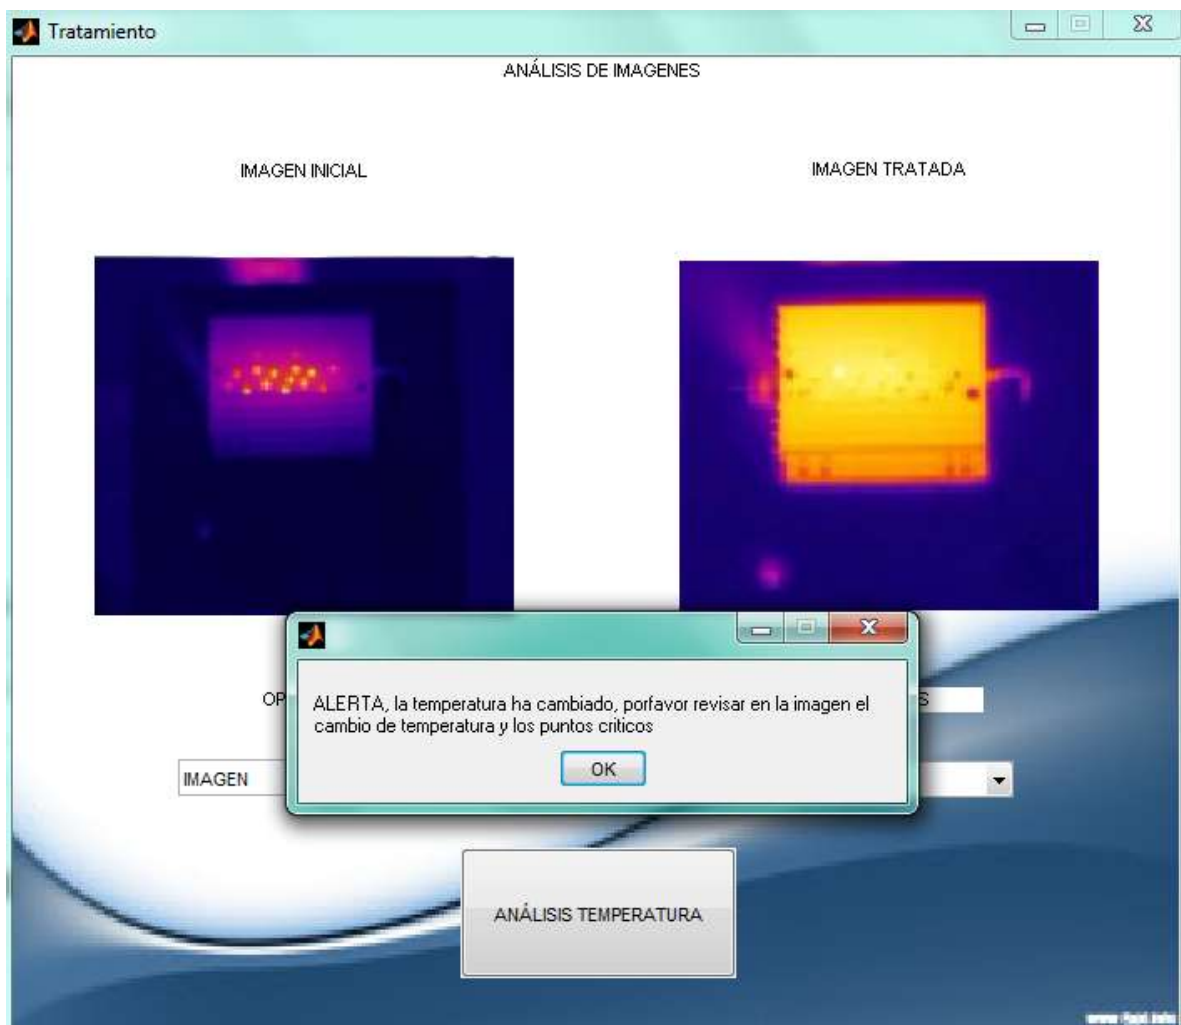 Tratamiento
ANÁLISIS DE IMAGENES
IMAGEN INICIAL
IMAGEN TRATADA
ALERTA, la temperatura ha cambiado, porfavor revisar en la imagen el
cambio de temperatura y los puntos criticos
OK
IMAGEN
ANÁLISIS TEMPERATURA